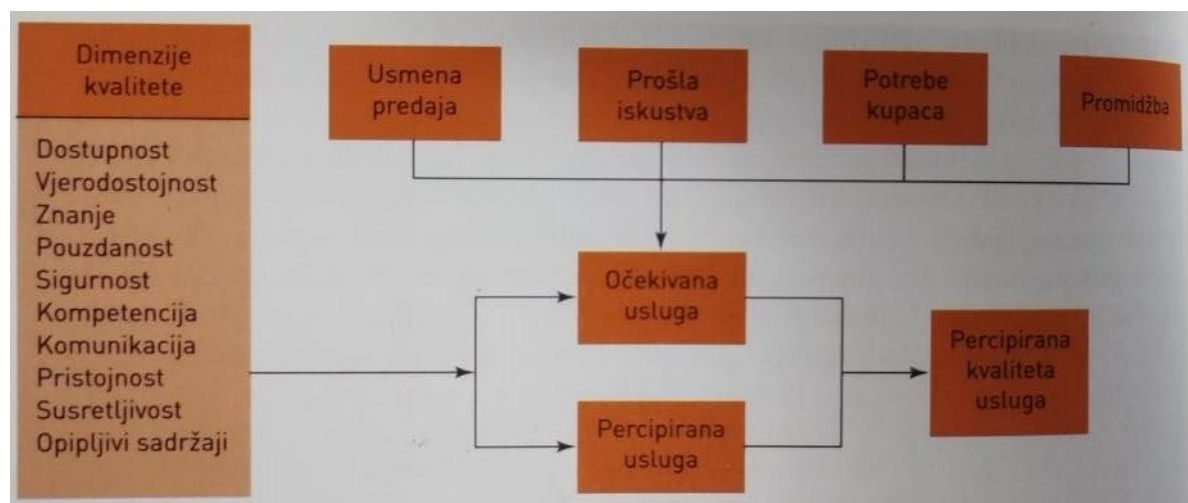 Dimenzije
kvalitete
Dostupnost
Vjerodostojnost
Znanje
Pouzdanost
Sigurnost
Kompetencija
Komunikacija
Pristojnost
Susretljivost
Opipljivi sadržaji
Usmena
predaja
Prošla
iskustva
Potrebe
kupaca
Promidžba
Očekivana
usluga
Percipirana
usluga
Percipirana
kvaliteta
usluga